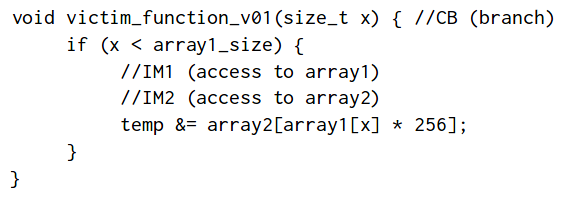 void victim_function_v01(size_t x) { //CB (branch)
if (x < array1_size) {
//IM1 (access to array1)
//IM2 (access to array2)
temp &= array2[array1[x] * 256];
}
}